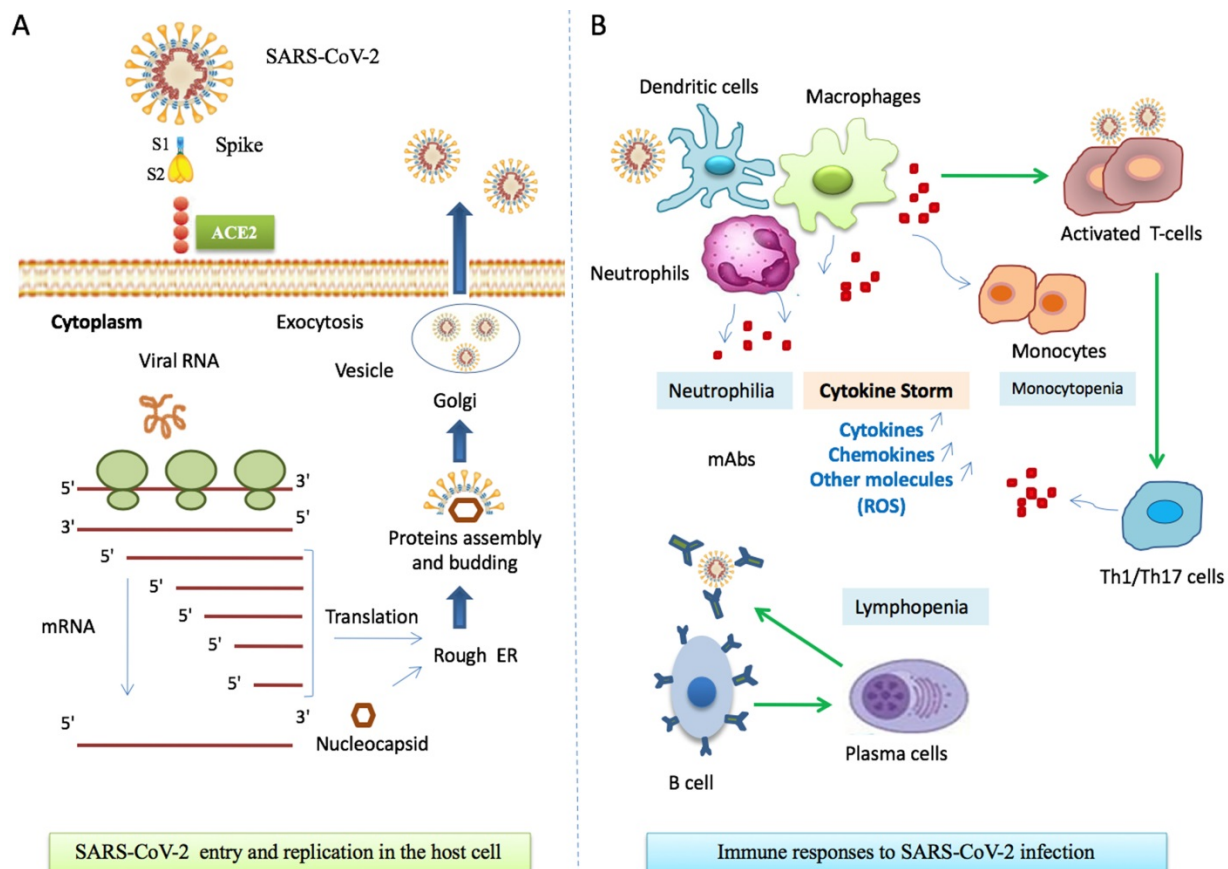 A
SARS-CoV-2
S1
Spike
S2
ACE2
Cytoplasm
Exocytosis
Viral RNA
Vesicle
Golgi
5'
3'
3'
5'
Proteins assembly
and budding
5'
5'
mRNA
5'
Translation
5'
Rough ER
5'
5'
3'
Nucleocapsid
SARS-CoV-2 entry and replication in the host cell
B
Dendritic cells
Macrophages
Activated T-cells
Neutrophils
Monocytes
Neutrophilia
Cytokine Storm
Monocytopenia
Cytokines
Chemokines
Other molecules
(ROS)
mAbs
Th1/Th17 cells
Lymphopenia
Plasma cells
B cell
Immune responses to SARS-CoV-2 infection